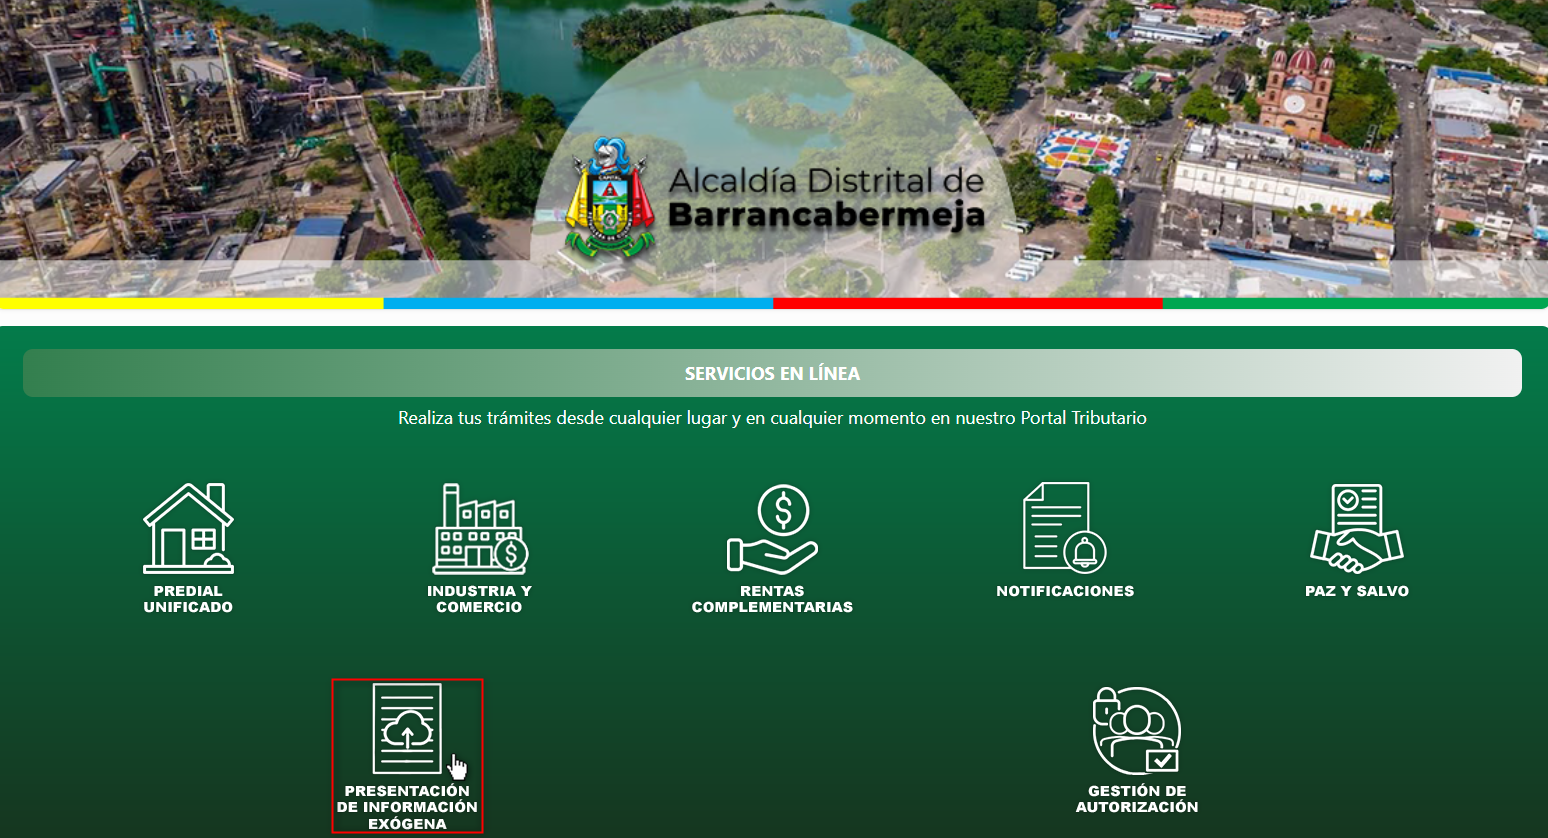 Alcaldía Distrital de
Barrancabermeja
CAPITAL
SERVICIOS EN LÍNEA
Realiza tus trámites desde cualquier lugar y en cualquier momento en nuestro Portal Tributario
PREDIAL
UNIFICADO
INDUSTRIA Y
COMERCIO
RENTAS
COMPLEMENTARIAS
NOTIFICACIONES
PAZ Y SALVO
PRESENTACIÓN
DE INFORMACIÓN
EXÓGENA
GESTIÓN DE
AUTORIZACIÓN